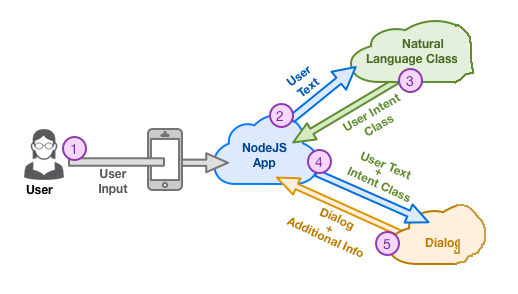 1
User
User
Input
2
NodeJS
App
User
Text
Natural
Language Class
3
User Intent
Class
4
User Text
+
Intent Class
Dialog
5
Dialog
+
Additional Info